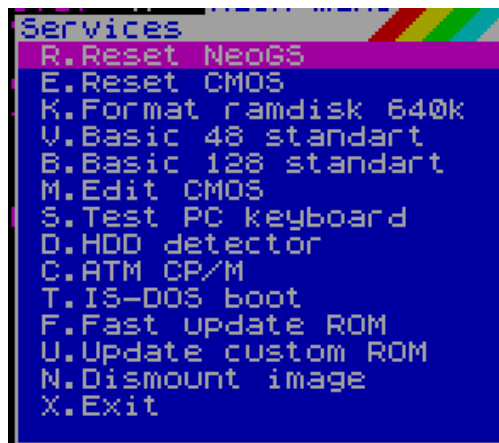 Services
R.Reset NeoGS
E.Reset CMOS
K.Format ramdisk 640k
V.Basic 48 standart
B.Basic 128 standart
M.Edit CMOS
S.Test PC keyboard
D.HDD detector
C.ATM CP/M
T.IS-DOS boot
F.Fast update ROM
U.Update custom ROM
N.Dismount image
X.Exit